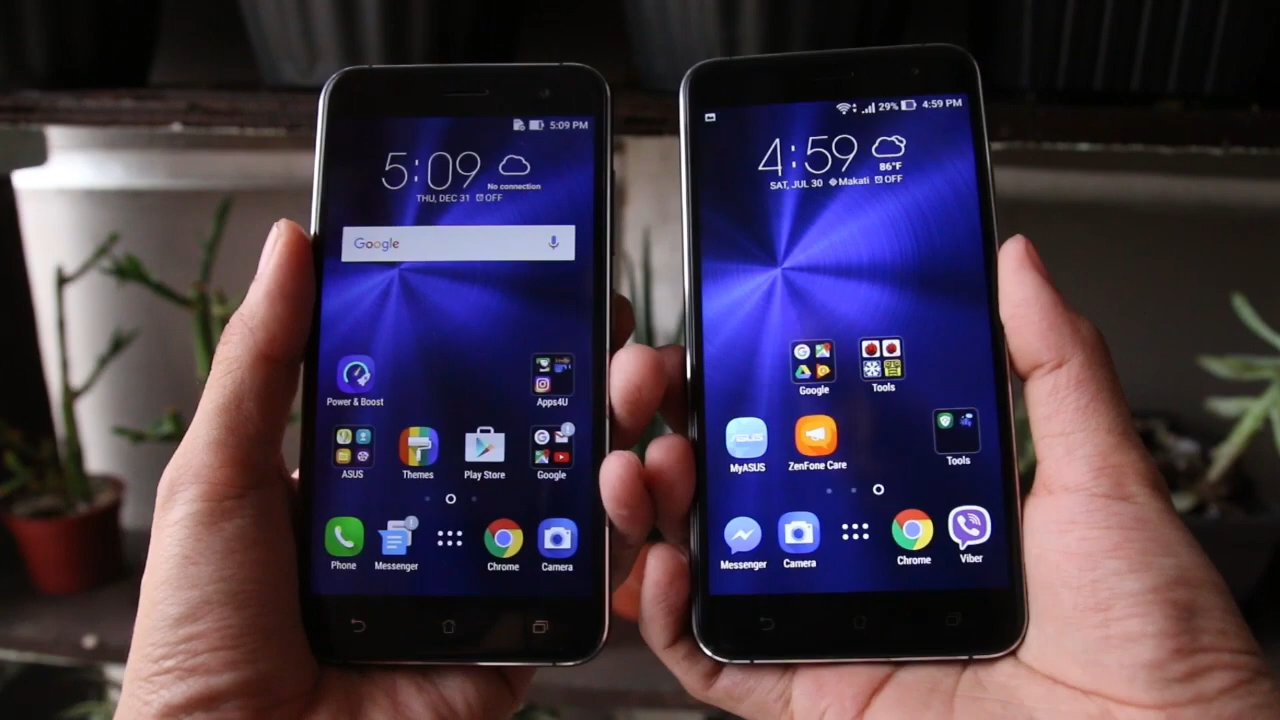 5:09 PM
5:09
No connection
THU, DEC 31 OFF
Google
Power & Boost
Apps4U
ASUS
Themes
Play Store
Google
Phone
Messenger
Chrome
Camera
29% 4:59 PM
4:59
86°F
SAT, JUL 30 Makati OFF
Google
Tools
ASUS
MyASUS
ZenFone Care
Tools
Messenger
Camera
Chrome
Viber